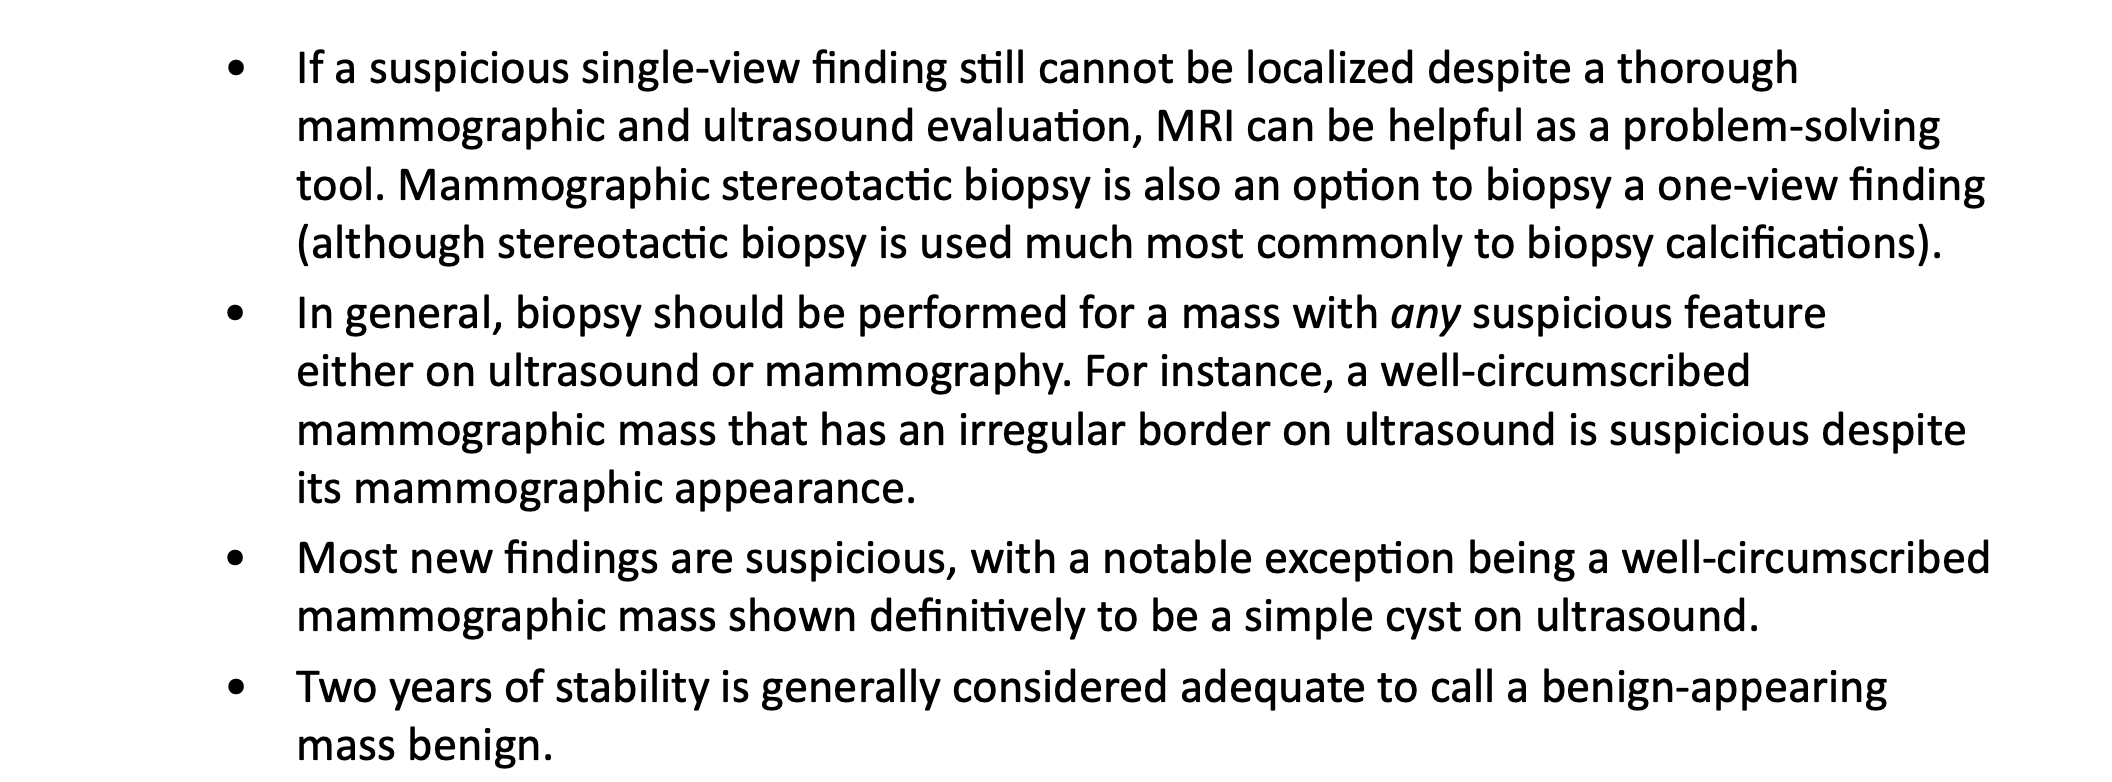 • If a suspicious single-view finding still cannot be localized despite a thorough
mammographic and ultrasound evaluation, MRI can be helpful as a problem-solving
tool. Mammographic stereotactic biopsy is also an option to biopsy a one-view finding
(although stereotactic biopsy is used much most commonly to biopsy calcifications).
• In general, biopsy should be performed for a mass with any suspicious feature
either on ultrasound or mammography. For instance, a well-circumscribed
mammographic mass that has an irregular border on ultrasound is suspicious despite
its mammographic appearance.
• Most new findings are suspicious, with a notable exception being a well-circumscribed
mammographic mass shown definitively to be a simple cyst on ultrasound.
• Two years of stability is generally considered adequate to call a benign-appearing
mass benign.